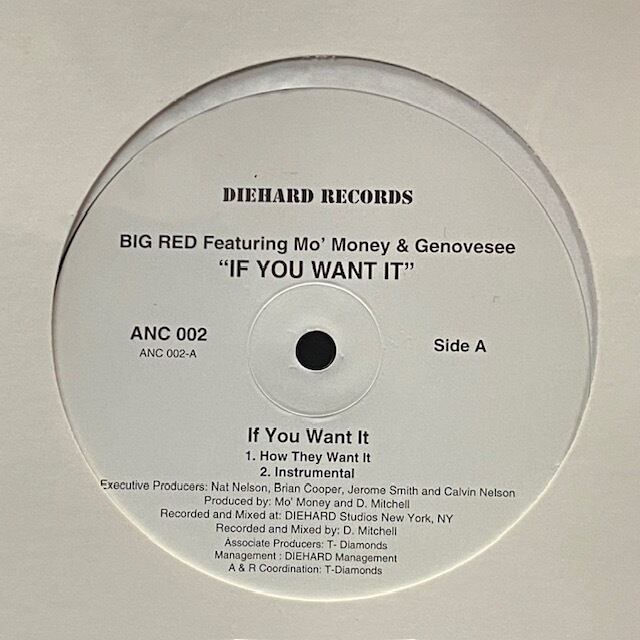 DIEHARD RECORDS
BIG RED Featuring Mo' Money & Genovesee
"IF YOU WANT IT"
ANC 002
ANC 002-A
Side A
If You Want It
1. How They Want It
2. Instrumental
Executive Producers: Nat Nelson, Brian Cooper, Jerome Smith and Calvin Nelson
Produced by: Mo' Money and D. Mitchell
Recorded and Mixed at: DIEHARD Studios New York, NY
Recorded and Mixed by: D. Mitchell
Associate Producers: T- Diamonds
Management : DIEHARD Management
A & R Coordination: T-Diamonds